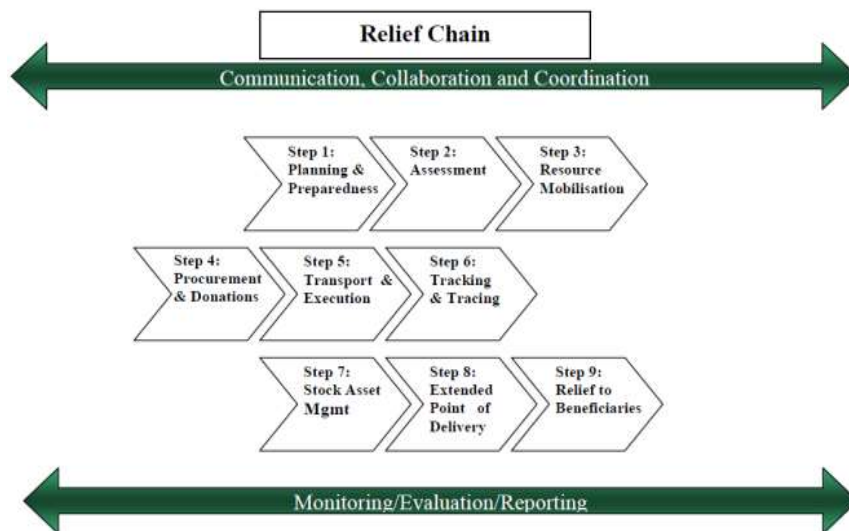 Relief Chain
Communication, Collaboration and Coordination
Step 1:
Planning &
Preparedness
Step 2:
Assessment
Step 3:
Resource
Mobilisation
Step 4:
Procurement
& Donations
Step 5:
Transport &
Execution
Step 6:
Tracking
& Tracing
Step 7:
Stock Asset
Mgmt
Step 8:
Extended
Point of
Delivery
Step 9:
Relief to
Beneficiaries
Monitoring/Evaluation/Reporting